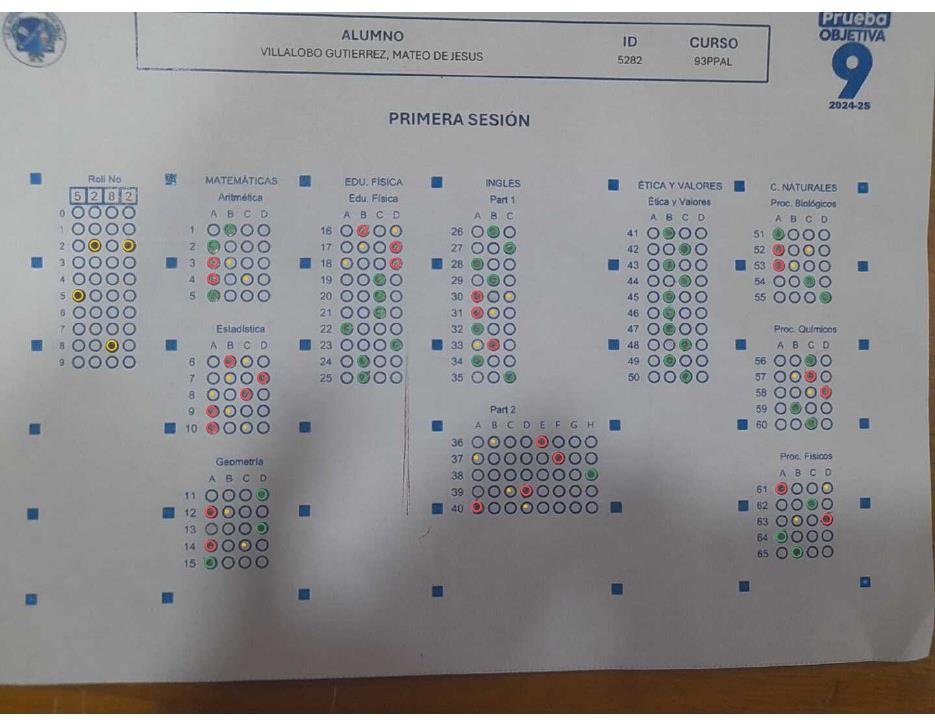 Prueba
OBJETIVA
9
2024-25
ALUMNO
VILLALOBO GUTIERREZ, MATEO DE JESUS
ID
5282
CURSO
93PPAL
PRIMERA SESIÓN
Roll No
5 2 8 2
0
1
2
3
4
5
6
7
8
9
MATEMÁTICAS
Aritmética
A B C D
1
2
3
4
5
Estadística
A B C D
6
7
8
9
10
Geometría
A B C D
11
12
13
14
15
EDU. FÍSICA
Edu. Física
A B C D
16
17
18
19
20
21
22
23
24
25
INGLES
Part 1
A B C
26
27
28
29
30
31
32
33
34
35
Part 2
A B C D E F G H
36
37
38
39
40
ÉTICA Y VALORES
Ética y Valores
A B C D
41
42
43
44
45
46
47
48
49
50
C. NATURALES
Proc. Biológicos
A B C D
51
52
53
54
55
Proc. Químicos
A B C D
56
57
58
59
60
Proc. Físicos
A B C D
61
62
63
64
65